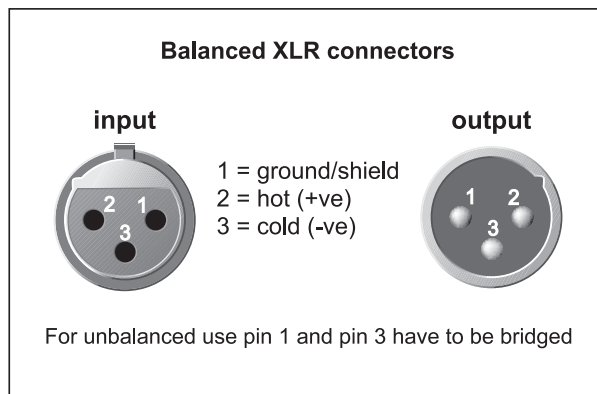 Balanced XLR connectors
input
output
1 = ground/shield
2 = hot (+ve)
3 = cold (-ve)
2 1
3
1 2
3
For unbalanced use pin 1 and pin 3 have to be bridged